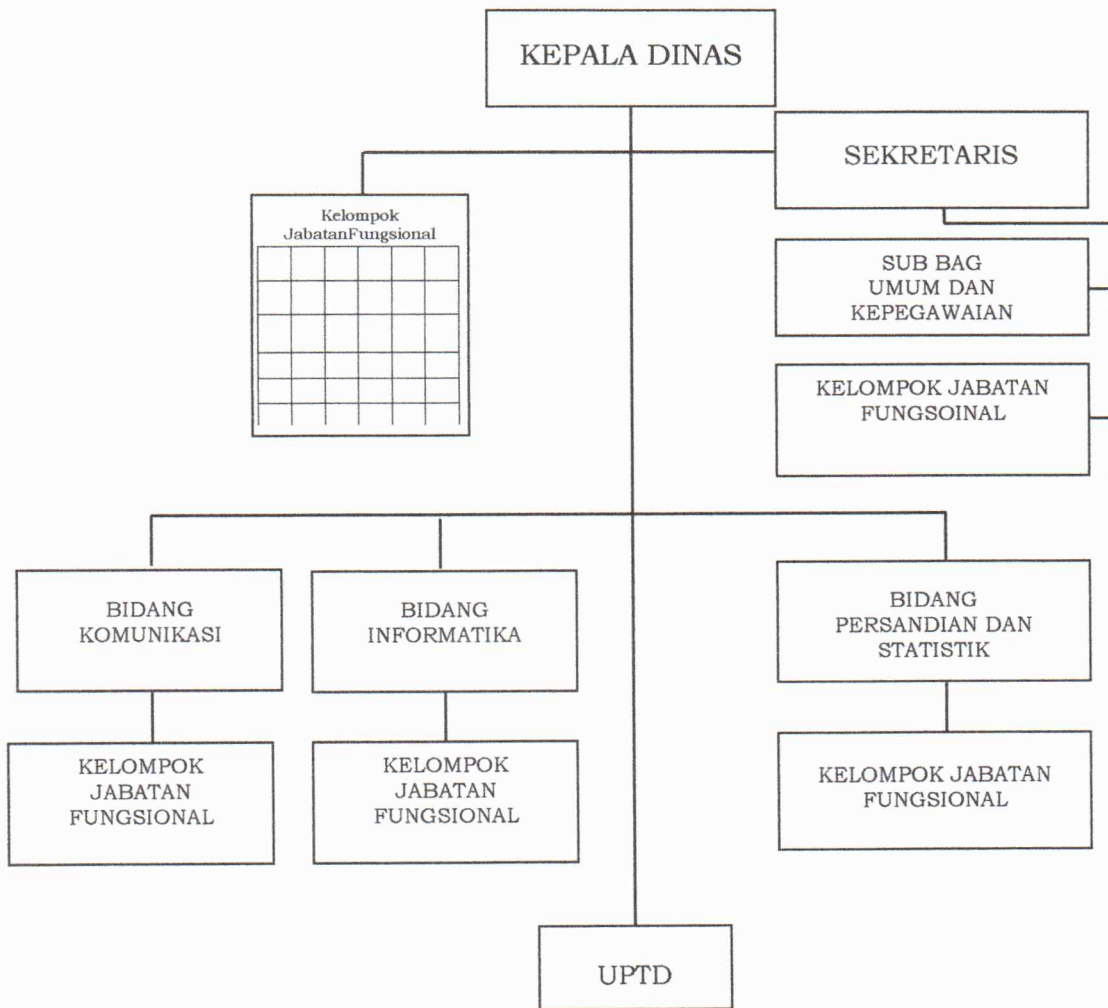 KEPALA DINAS
SEKRETARIS
Kelompok
JabatanFungsional
SUB BAG
UMUM DAN
KEPEGAWAIAN
KELOMPOK JABATAN
FUNGSOINAL
BIDANG
KOMUNIKASI
BIDANG
INFORMATIKA
BIDANG
PERSANDIAN DAN
STATISTIK
KELOMPOK
JABATAN
FUNGSIONAL
KELOMPOK
JABATAN
FUNGSIONAL
KELOMPOK JABATAN
FUNGSIONAL
UPTD